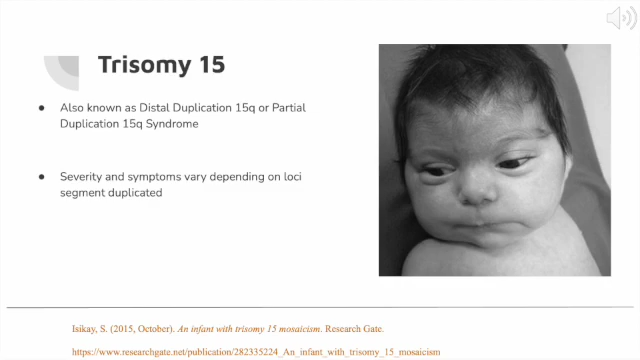 Trisomy 15
● Also known as Distal Duplication 15q or Partial
Duplication 15q Syndrome
● Severity and symptoms vary depending on loci
segment duplicated
Isikay, S. (2015, October). An infant with trisomy 15 mosaicism. Research Gate.
https://www.researchgate.net/publication/282335224_An_infant_with_trisomy_15_mosaicism